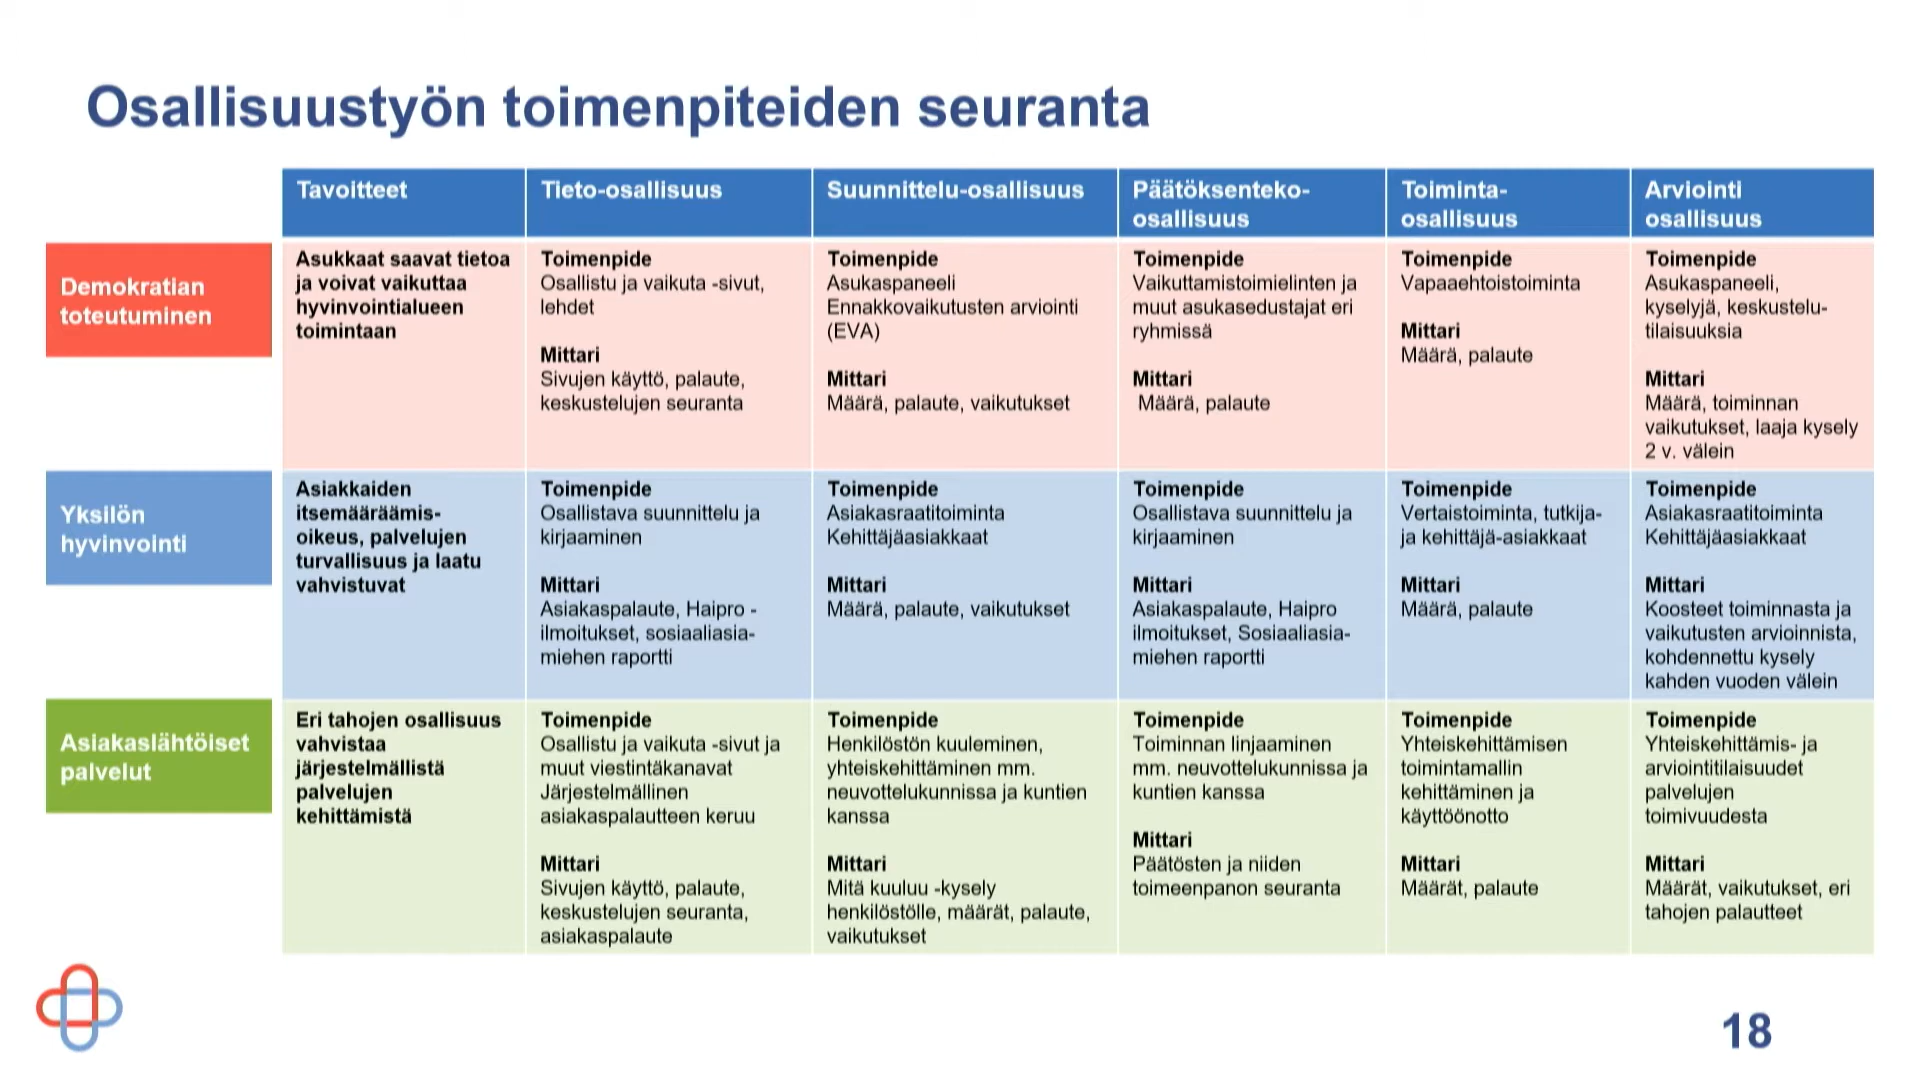 Osallisuustyön toimenpiteiden seuranta
Tavoitteet
Tieto-osallisuus
Suunnittelu-osallisuus
Päätöksenteko-
osallisuus
Toiminta-
osallisuus
Arviointi
osallisuus
Demokratian
toteutuminen
Asukkaat saavat tietoa
ja voivat vaikuttaa
hyvinvointialueen
toimintaan
Toimenpide
Osallistu ja vaikuta -sivut,
lehdet
Mittari
Sivujen käyttö, palaute,
keskustelujen seuranta
Toimenpide
Asukaspaneeli
Ennakkovaikutusten arviointi
(EVA)
Mittari
Määrä, palaute, vaikutukset
Toimenpide
Vaikuttamistoimielinten ja
muut asukasedustajat eri
ryhmissä
Mittari
Määrä, palaute
Toimenpide
Vapaaehtoistoiminta
Mittari
Määrä, palaute
Toimenpide
Asukaspaneeli,
kyselyjä, keskustelu-
tilaisuuksia
Mittari
Määrä, toiminnan
vaikutukset, laaja kysely
2 v. välein
Yksilön
hyvinvointi
Asiakkaiden
itsemääräämis-
oikeus, palvelujen
turvallisuus ja laatu
vahvistuvat
Toimenpide
Osallistava suunnittelu ja
kirjaaminen
Mittari
Asiakaspalaute, Haipro -
ilmoitukset, sosiaaliasia-
miehen raportti
Toimenpide
Asiakasraatitoiminta
Kehittäjäasiakkaat
Mittari
Määrä, palaute, vaikutukset
Toimenpide
Osallistava suunnittelu ja
kirjaaminen
Mittari
Asiakaspalaute, Haipro
ilmoitukset, Sosiaaliasia-
miehen raportti
Toimenpide
Vertaistoiminta, tutkija-
ja kehittäjä-asiakkaat
Mittari
Määrä, palaute
Toimenpide
Asiakasraatitoiminta
Kehittäjäasiakkaat
Mittari
Koosteet toiminnasta ja
vaikutusten arvioinnista,
kohdennettu kysely
kahden vuoden välein
Asiakaslähtöiset
palvelut
Eri tahojen osallisuus
vahvistaa
järjestelmällistä
palvelujen
kehittämistä
Toimenpide
Osallistu ja vaikuta -sivut ja
muut viestintäkanavat
Järjestelmällinen
asiakaspalautteen keruu
Mittari
Sivujen käyttö, palaute,
keskustelujen seuranta,
asiakaspalaute
Toimenpide
Henkilöstön kuuleminen,
yhteiskehittäminen mm.
neuvottelukunnissa ja kuntien
kanssa
Mittari
Mitä kuuluu -kysely
henkilöstölle, määrät, palaute,
vaikutukset
Toimenpide
Toiminnan linjaaminen
mm. neuvottelukunnissa ja
kuntien kanssa
Mittari
Päätösten ja niiden
toimeenpanon seuranta
Toimenpide
Yhteiskehittämisen
toimintamallin
kehittäminen ja
käyttöönotto
Mittari
Määrät, palaute
Toimenpide
Yhteiskehittämis- ja
arviointitilaisuudet
palvelujen
toimivuudesta
Mittari
Määrät, vaikutukset, eri
tahojen palautteet
18